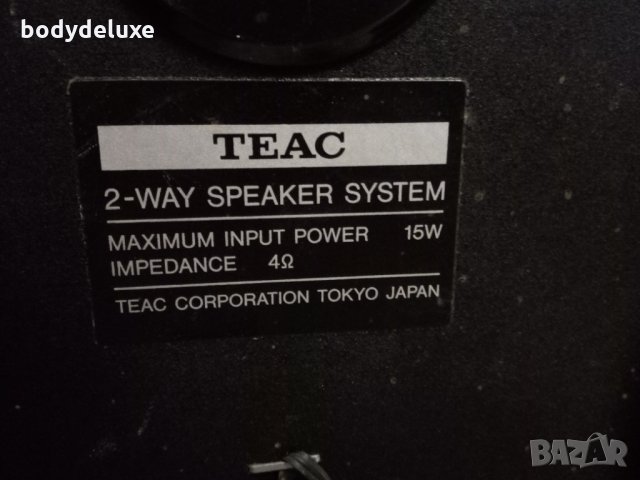 bodydeluxe
TEAC
2-WAY SPEAKER SYSTEM
MAXIMUM INPUT POWER 15W
IMPEDANCE 4Ω
TEAC CORPORATION TOKYO JAPAN
BAZAR